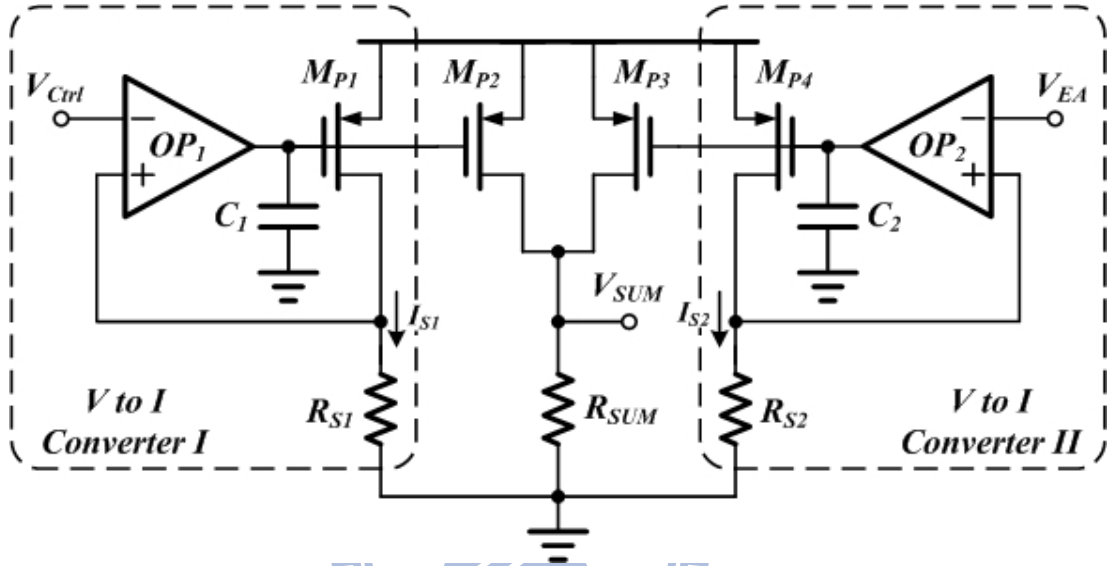 M_P1 M_P2 M_P3 M_P4
V_Ctrl V_EA
− −
OP_1 OP_2
+ +
C_1 C_2
V_SUM
I_S1 I_S2
R_S1 R_SUM R_S2
V to I
Converter I
V to I
Converter II